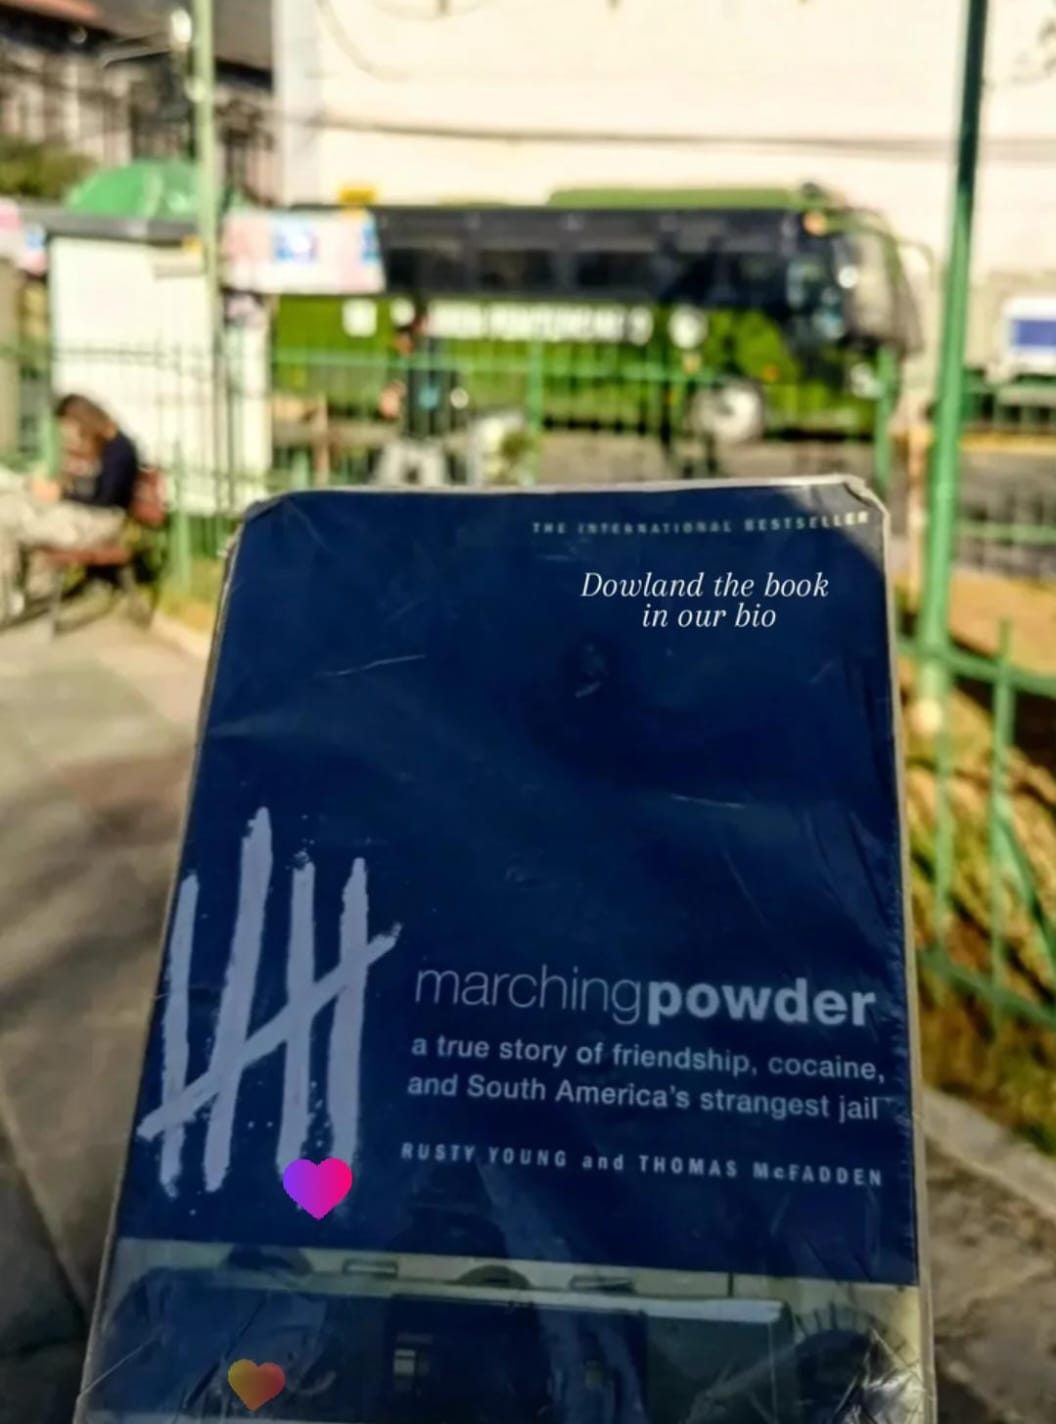 THE INTERNATIONAL BESTSELLER
Dowland the book
in our bio
marchingpowder
a true story of friendship, cocaine,
and South America's strangest jail
RUSTY YOUNG and THOMAS McFADDEN